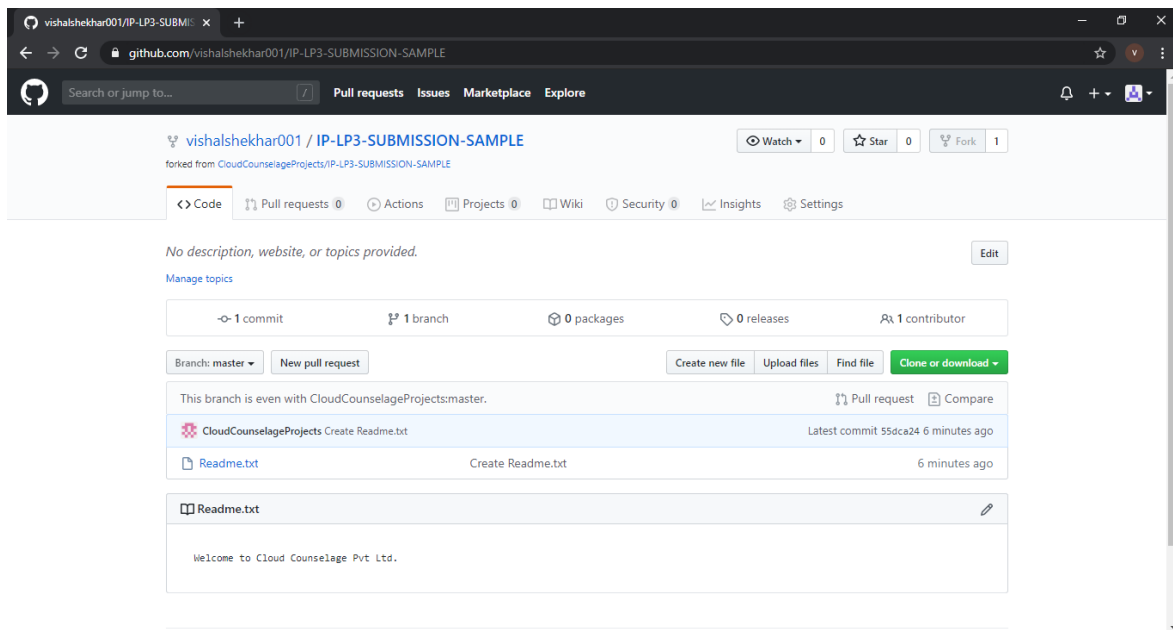 vishalshekhar001/IP-LP3-SUBMIS
github.com/vishalshekhar001/IP-LP3-SUBMISSION-SAMPLE
V
Search or jump to... / Pull requests Issues Marketplace Explore
vishalshekhar001 / IP-LP3-SUBMISSION-SAMPLE Watch 0 Star 0 Fork 1
forked from CloudCounselageProjects/IP-LP3-SUBMISSION-SAMPLE
Code Pull requests 0 Actions Projects 0 Wiki Security 0 Insights Settings
No description, website, or topics provided. Edit
Manage topics
1 commit 1 branch 0 packages 0 releases 1 contributor
Branch: master New pull request Create new file Upload files Find file Clone or download
This branch is even with CloudCounselageProjects:master. Pull request Compare
CloudCounselageProjects Create Readme.txt Latest commit 55dca24 6 minutes ago
Readme.txt Create Readme.txt 6 minutes ago
Readme.txt
Welcome to Cloud Counselage Pvt Ltd.